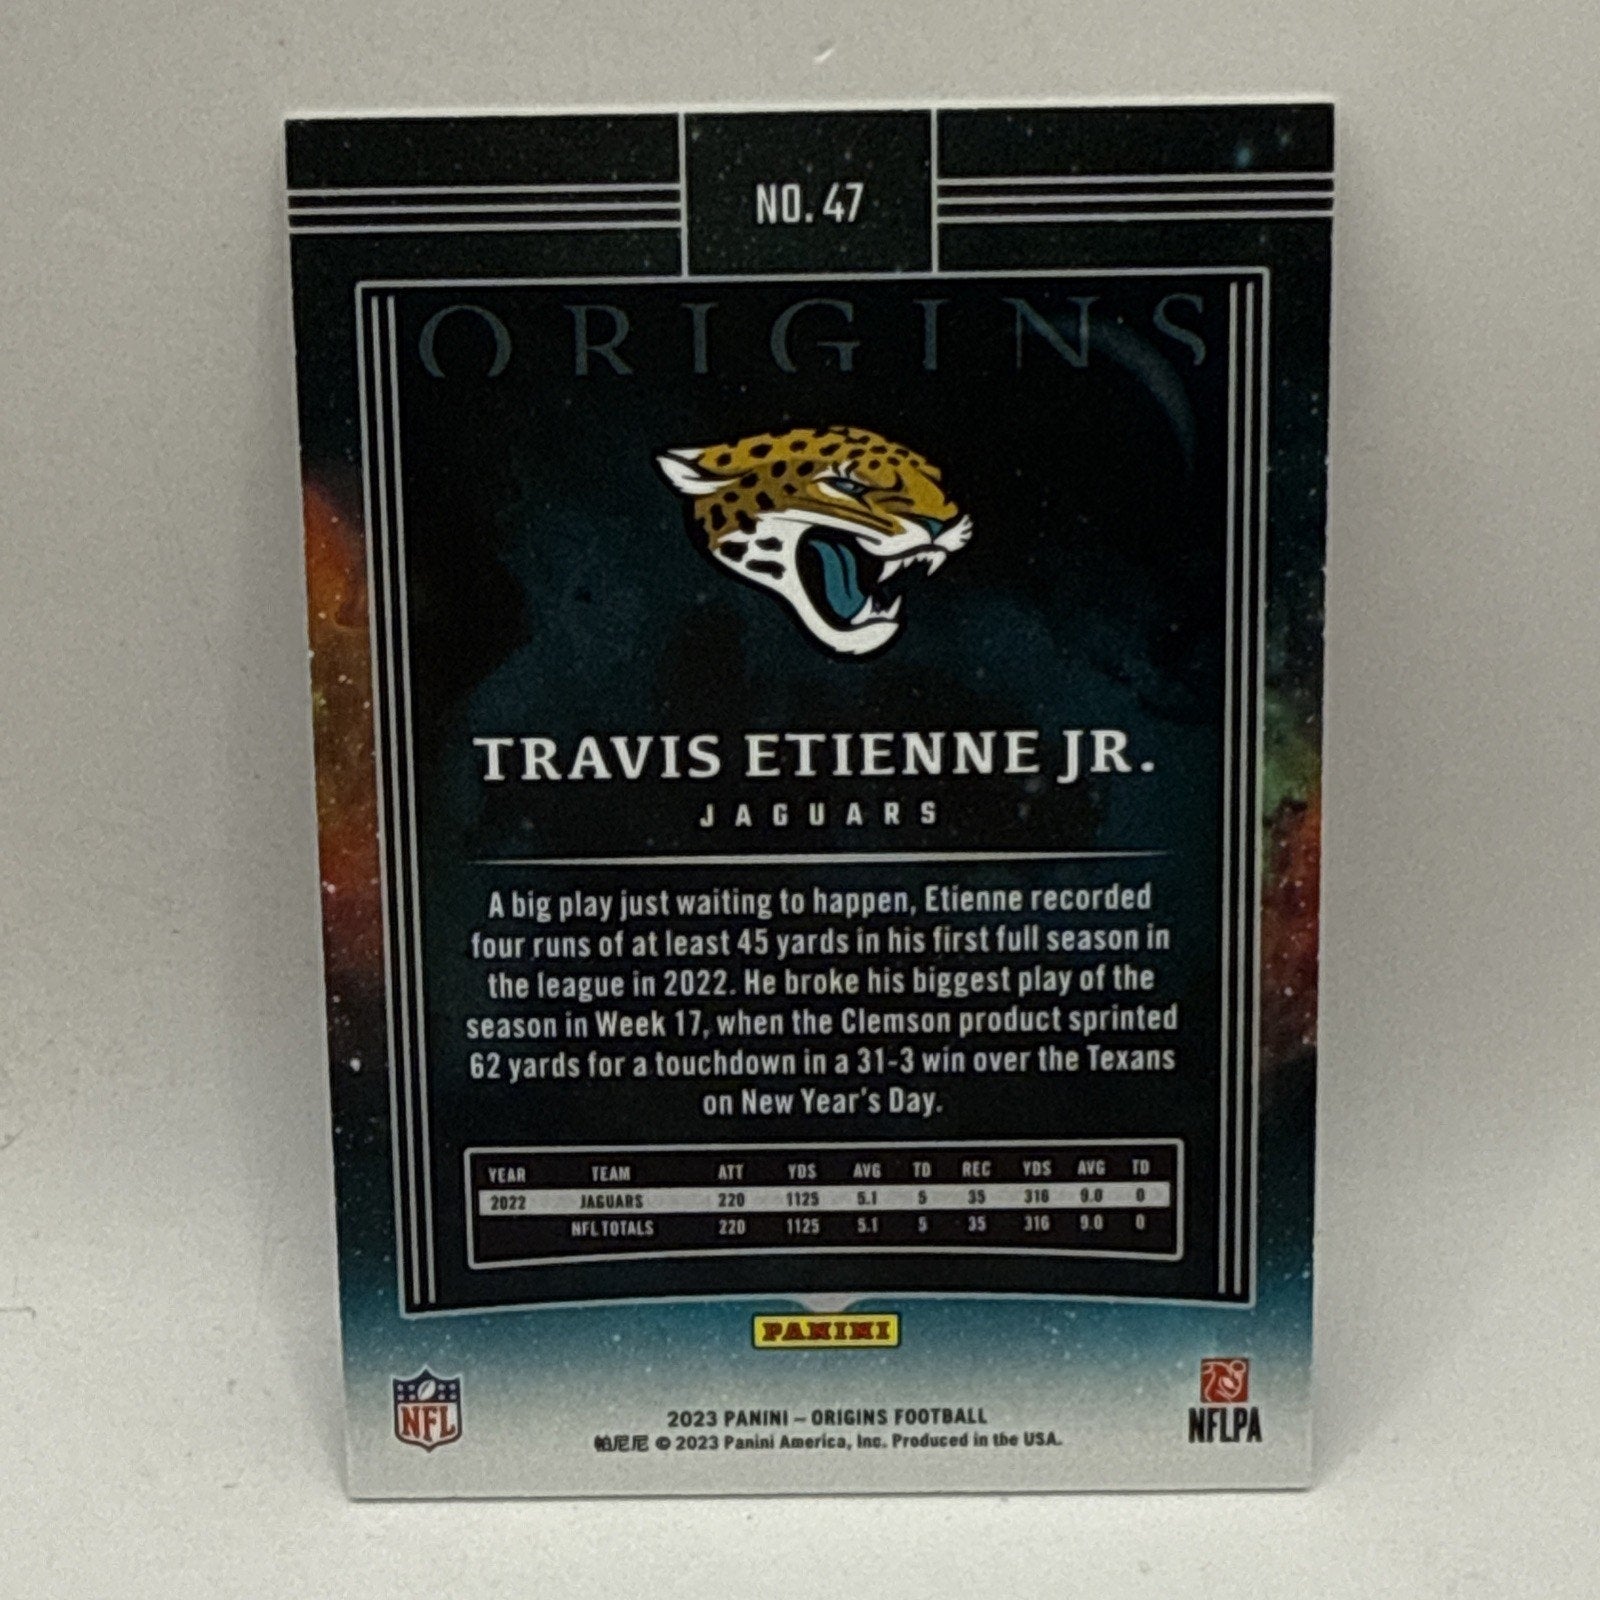 NO. 47
ORIGINS
TRAVIS ETIENNE JR.
JAGUARS
A big play just waiting to happen, Etienne recorded
four runs of at least 45 yards in his first full season in
the league in 2022. He broke his biggest play of the
season in Week 17, when the Clemson product sprinted
62 yards for a touchdown in a 31-3 win over the Texans
on New Year's Day.
YEAR TEAM ATT YDS AVG TD REC YDS AVG TD
2022 JAGUARS 220 1125 5.1 5 35 316 9.0 0
NFL TOTALS 220 1125 5.1 5 35 316 9.0 0
PANINI
NFL
2023 PANINI – ORIGINS FOOTBALL
帕尼尼 © 2023 Panini America, Inc. Produced in the USA.
NFLPA